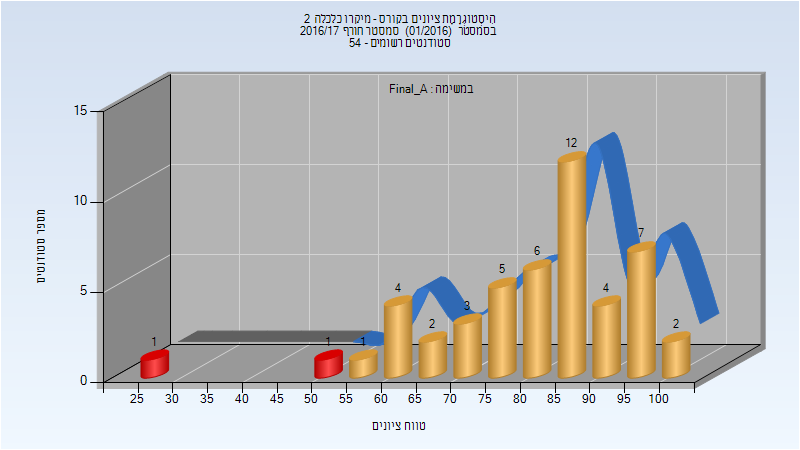 היסטוגרמת ציונים בקורס - מיקרו כלכלה 2
בסמסטר (01/2016) סמסטר חורף 2016/17
סטודנטים רשומים - 54
במשימה : Final_A
15
10
5
0
מספר סטודנטים
1
1
1
4
2
3
5
6
12
4
7
2
25 30 35 40 45 50 55 60 65 70 75 80 85 90 95 100
טווח ציונים